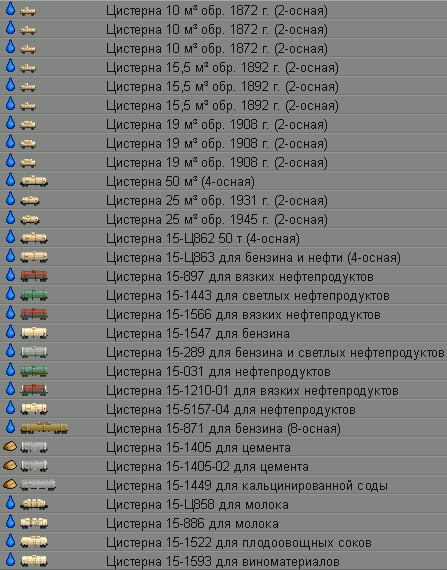 Цистерна 10 м³ обр. 1872 г. (2-осная)
Цистерна 10 м³ обр. 1872 г. (2-осная)
Цистерна 10 м³ обр. 1872 г. (2-осная)
Цистерна 15,5 м³ обр. 1892 г. (2-осная)
Цистерна 15,5 м³ обр. 1892 г. (2-осная)
Цистерна 15,5 м³ обр. 1892 г. (2-осная)
Цистерна 19 м³ обр. 1908 г. (2-осная)
Цистерна 19 м³ обр. 1908 г. (2-осная)
Цистерна 19 м³ обр. 1908 г. (2-осная)
Цистерна 50 м³ (4-осная)
Цистерна 25 м³ обр. 1931 г. (2-осная)
Цистерна 25 м³ обр. 1945 г. (2-осная)
Цистерна 15-Ц862 50 т (4-осная)
Цистерна 15-Ц863 для бензина и нефти (4-осная)
Цистерна 15-897 для вязких нефтепродуктов
Цистерна 15-1443 для светлых нефтепродуктов
Цистерна 15-1566 для вязких нефтепродуктов
Цистерна 15-1547 для бензина
Цистерна 15-289 для бензина и светлых нефтепродуктов
Цистерна 15-031 для нефтепродуктов
Цистерна 15-1210-01 для вязких нефтепродуктов
Цистерна 15-5157-04 для нефтепродуктов
Цистерна 15-871 для бензина (8-осная)
Цистерна 15-1405 для цемента
Цистерна 15-1405-02 для цемента
Цистерна 15-1449 для кальцинированной соды
Цистерна 15-Ц858 для молока
Цистерна 15-886 для молока
Цистерна 15-1522 для плодоовощных соков
Цистерна 15-1593 для виноматериалов